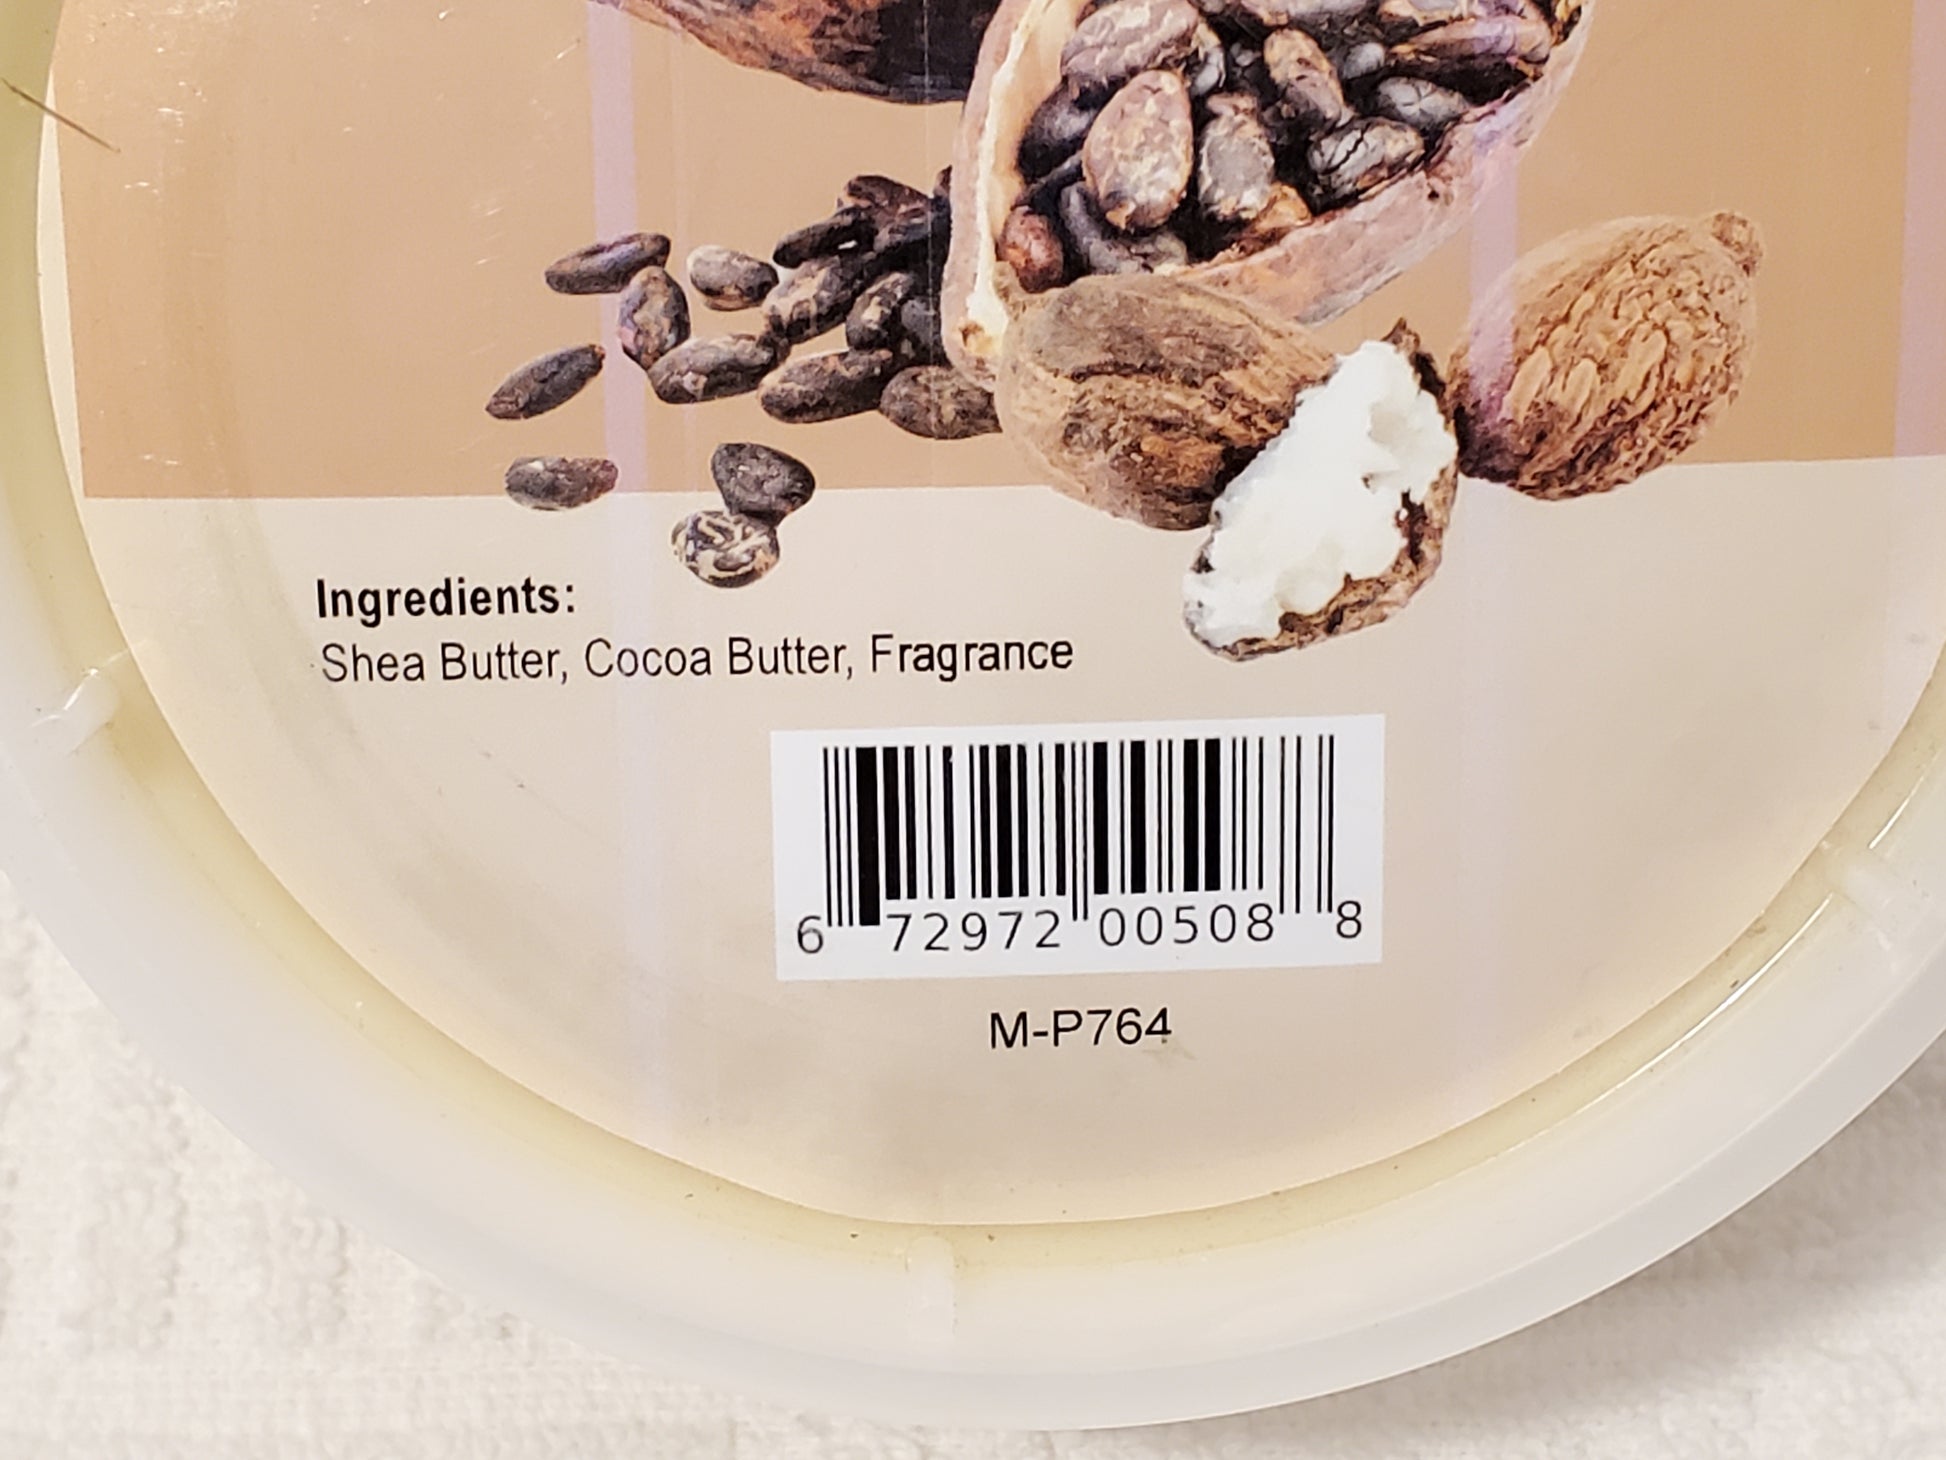 Ingredients:
Shea Butter, Cocoa Butter, Fragrance
6 72972 00508 8
M-P764